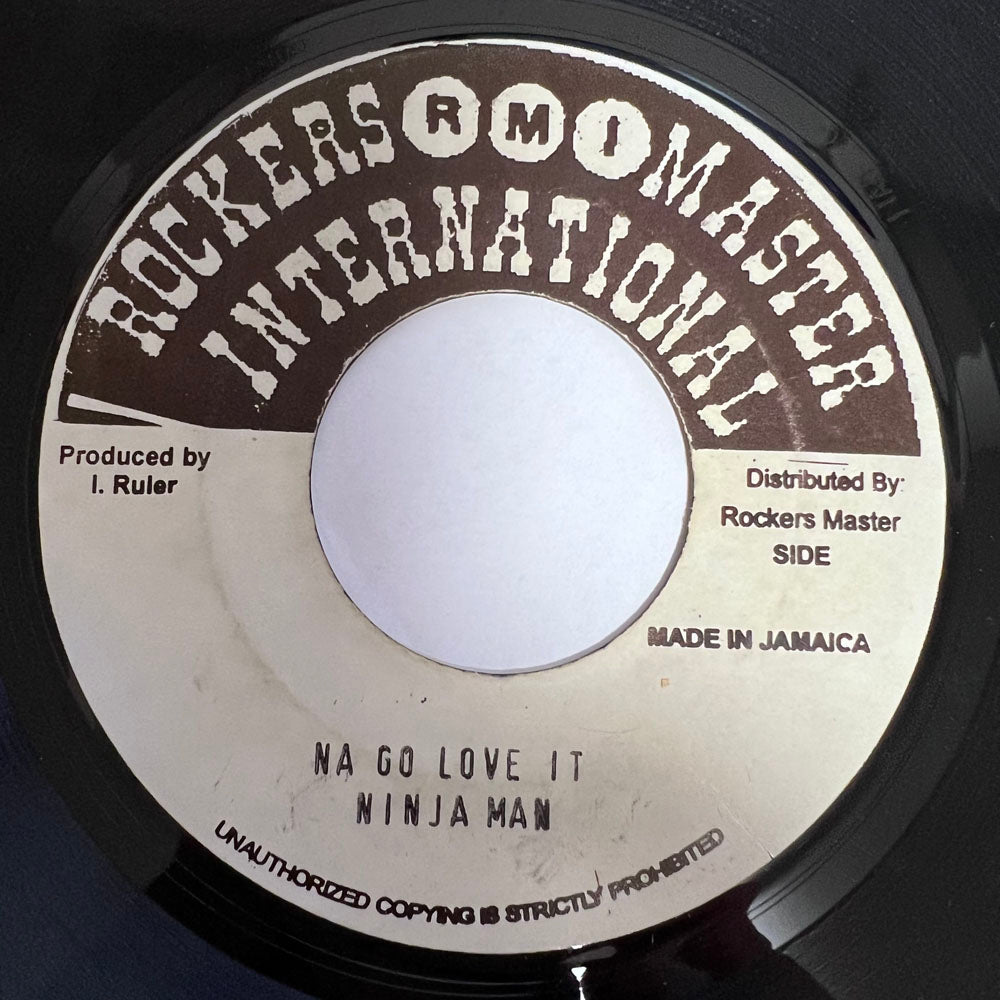 ROCKERS RMI MASTER
INTERNATIONAL
Produced by
I. Ruler
Distributed By:
Rockers Master
SIDE
MADE IN JAMAICA
NA GO LOVE IT
NINJA MAN
UNAUTHORIZED COPYING IS STRICTLY PROHIBITED